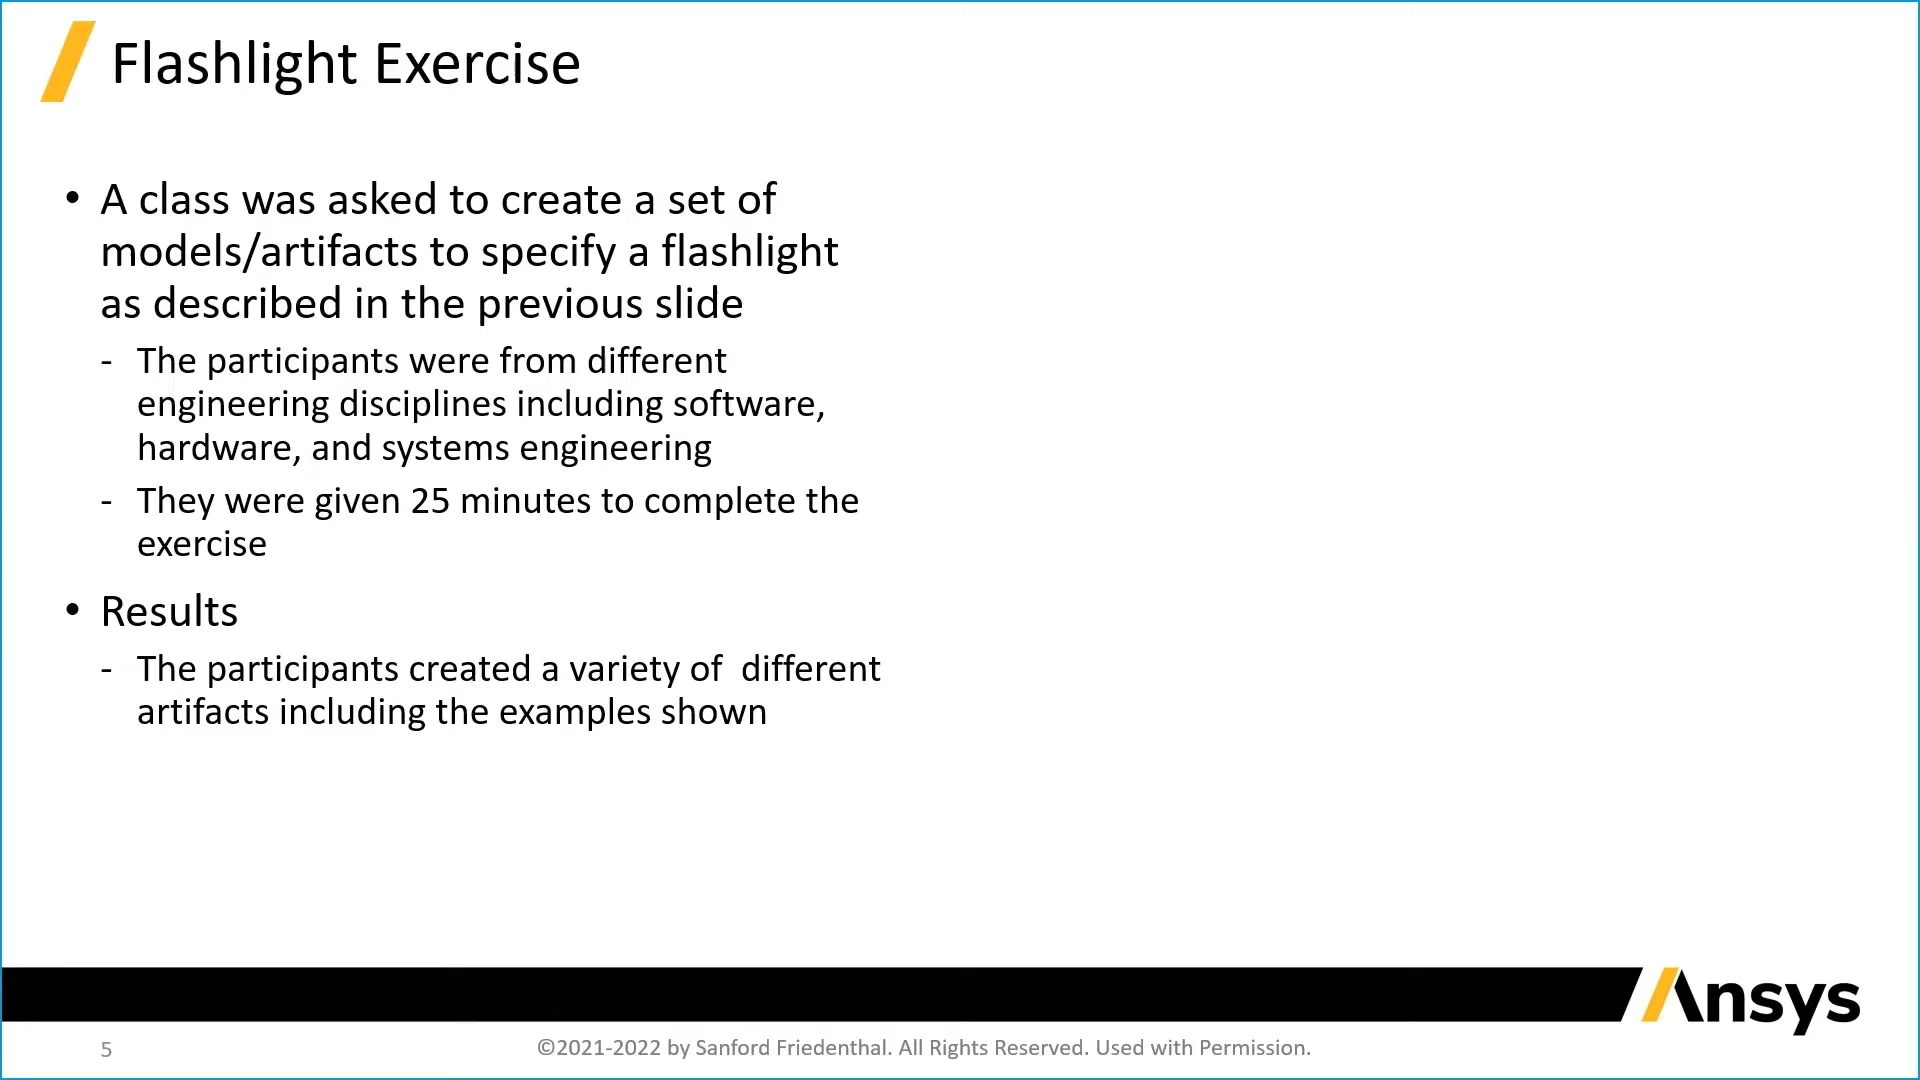 Flashlight Exercise
• A class was asked to create a set of
models/artifacts to specify a flashlight
as described in the previous slide
- The participants were from different
engineering disciplines including software,
hardware, and systems engineering
- They were given 25 minutes to complete the
exercise
• Results
- The participants created a variety of  different
artifacts including the examples shown
Ansys
5
©2021-2022 by Sanford Friedenthal. All Rights Reserved. Used with Permission.